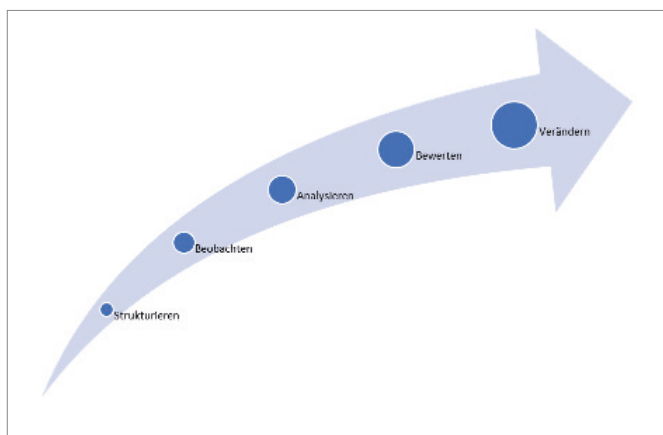 Strukturieren
Beobachten
Analysieren
Bewerten
Verändern